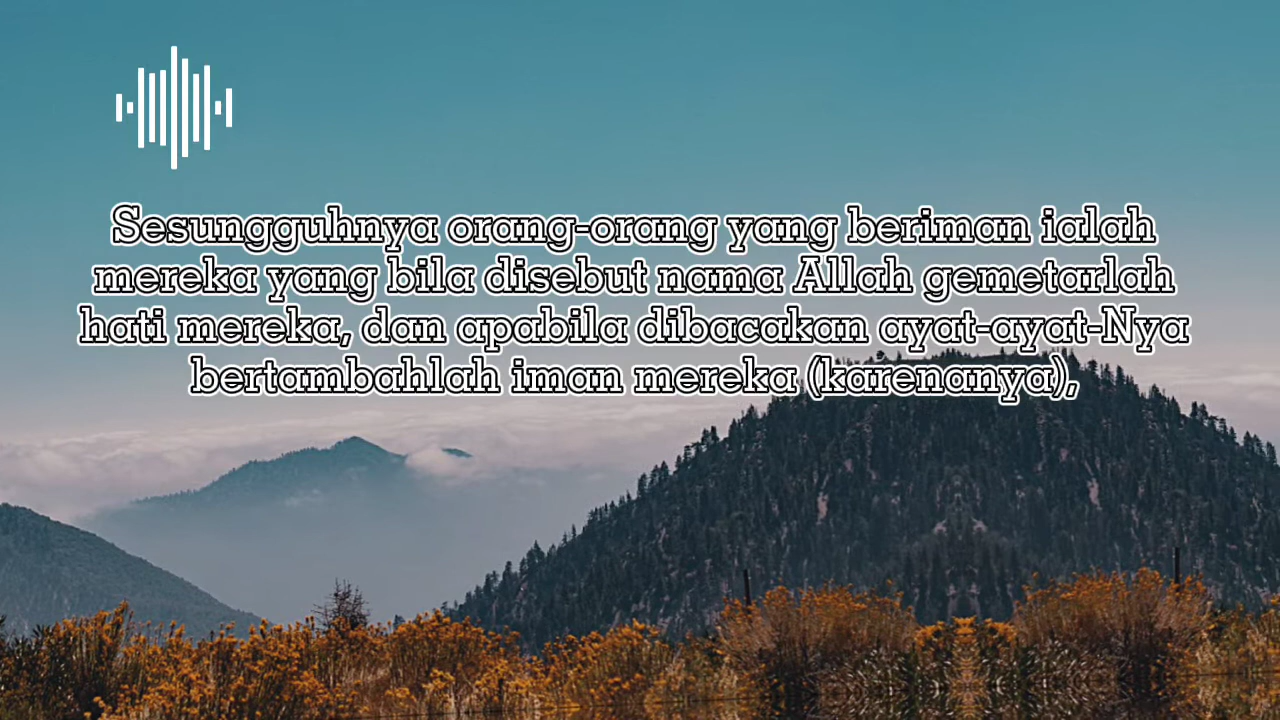 Sesungguhnya orang-orang yang beriman ialah
mereka yang bila disebut nama Allah gemetarlah
hati mereka, dan apabila dibacakan ayat-ayat-Nya
bertambahlah iman mereka (karenanya),